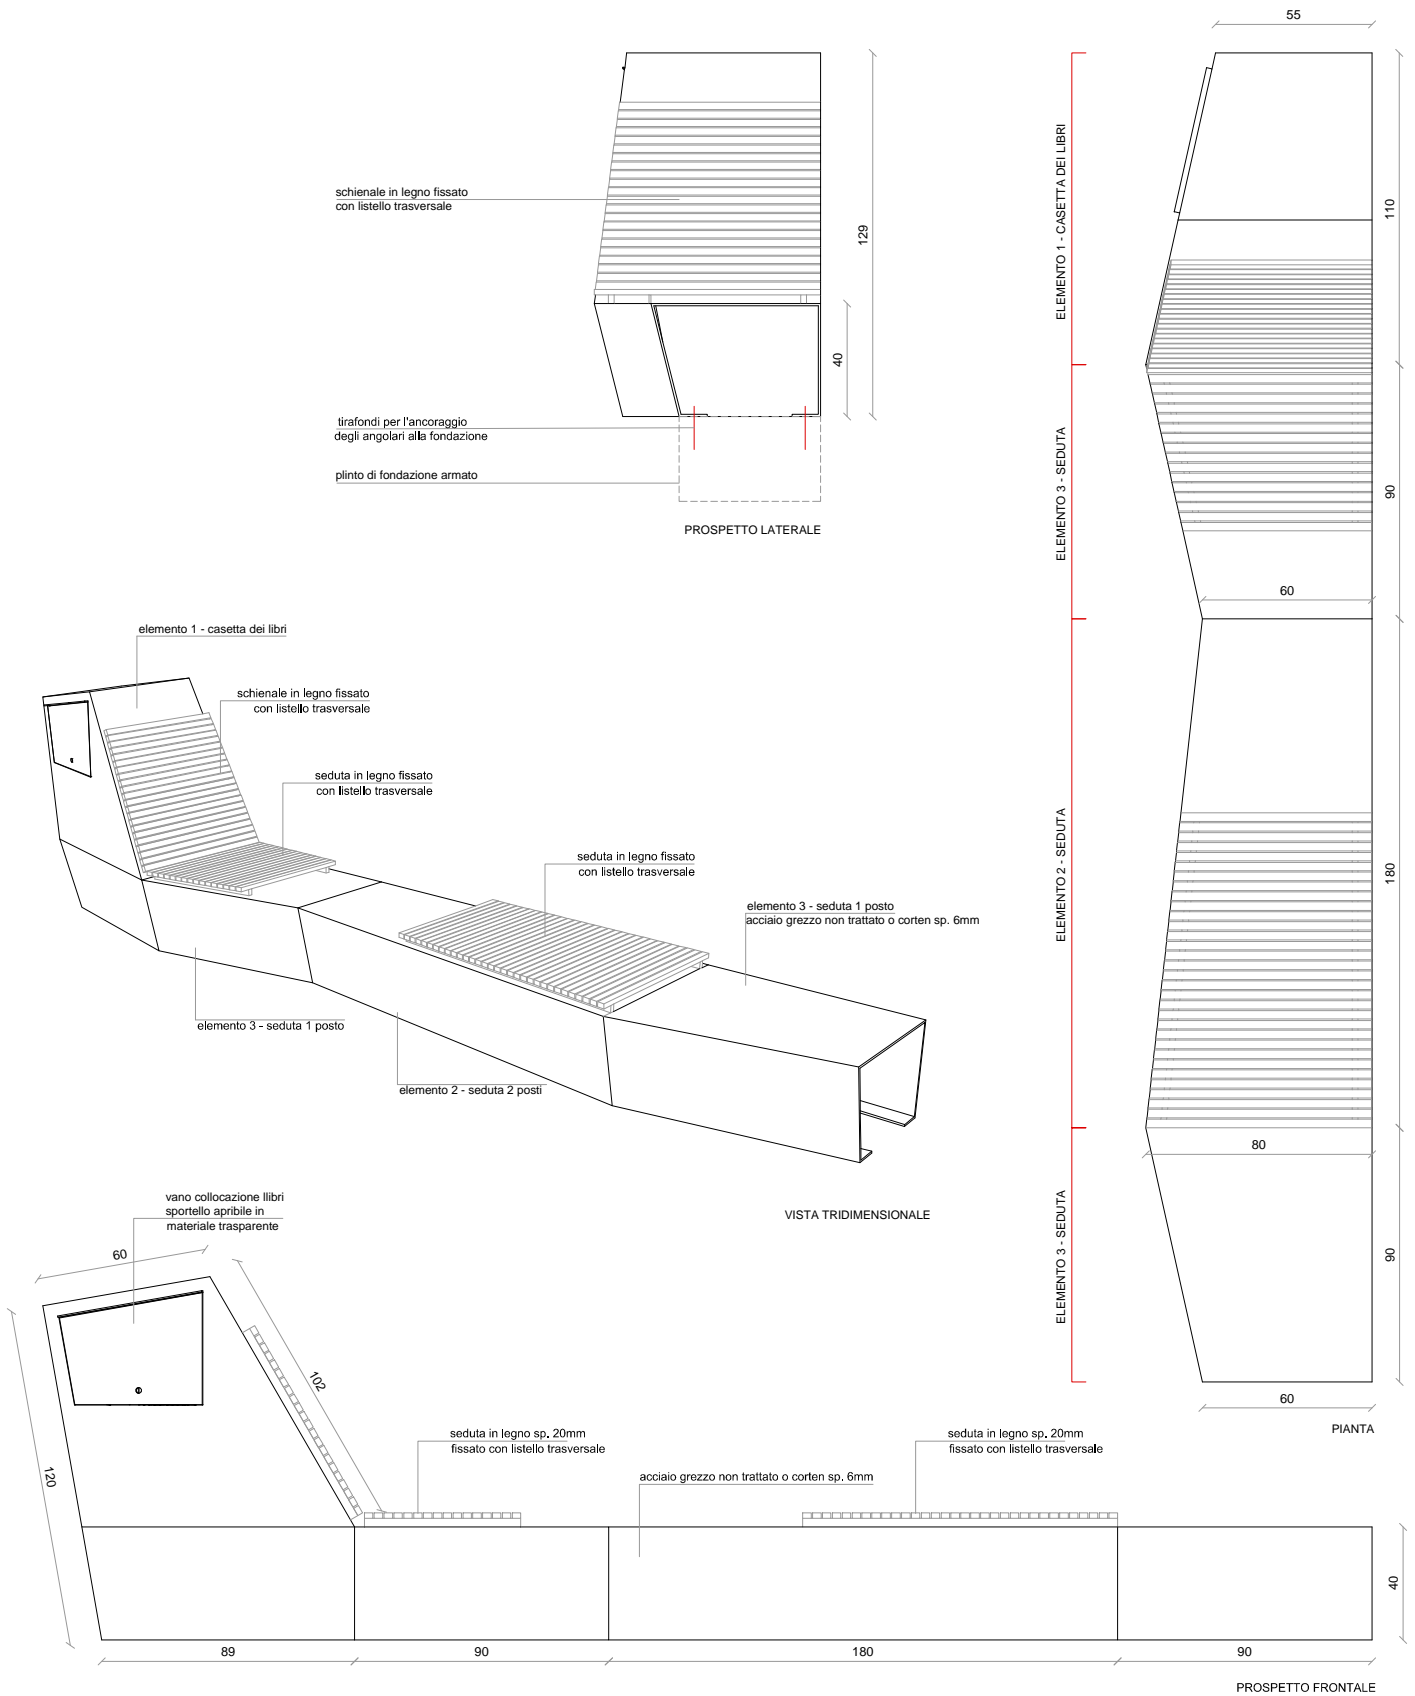 55
schienale in legno fissato
con listello trasversale
129
40
tirafondi per l'ancoraggio
degli angolari alla fondazione
plinto di fondazione armato
PROSPETTO LATERALE
ELEMENTO 1 - CASETTA DEI LIBRI
110
ELEMENTO 3 - SEDUTA
90
60
ELEMENTO 2 - SEDUTA
180
80
ELEMENTO 3 - SEDUTA
90
60
PIANTA
elemento 1 - casetta dei libri
schienale in legno fissato
con listello trasversale
seduta in legno fissato
con listello trasversale
seduta in legno fissato
con listello trasversale
elemento 3 - seduta 1 posto
acciaio grezzo non trattato o corten sp. 6mm
elemento 3 - seduta 1 posto
elemento 2 - seduta 2 posti
VISTA TRIDIMENSIONALE
vano collocazione llibri
sportello apribile in
materiale trasparente
60
102
120
seduta in legno sp. 20mm
fissato con listello trasversale
acciaio grezzo non trattato o corten sp. 6mm
seduta in legno sp. 20mm
fissato con listello trasversale
40
89
90
180
90
PROSPETTO FRONTALE